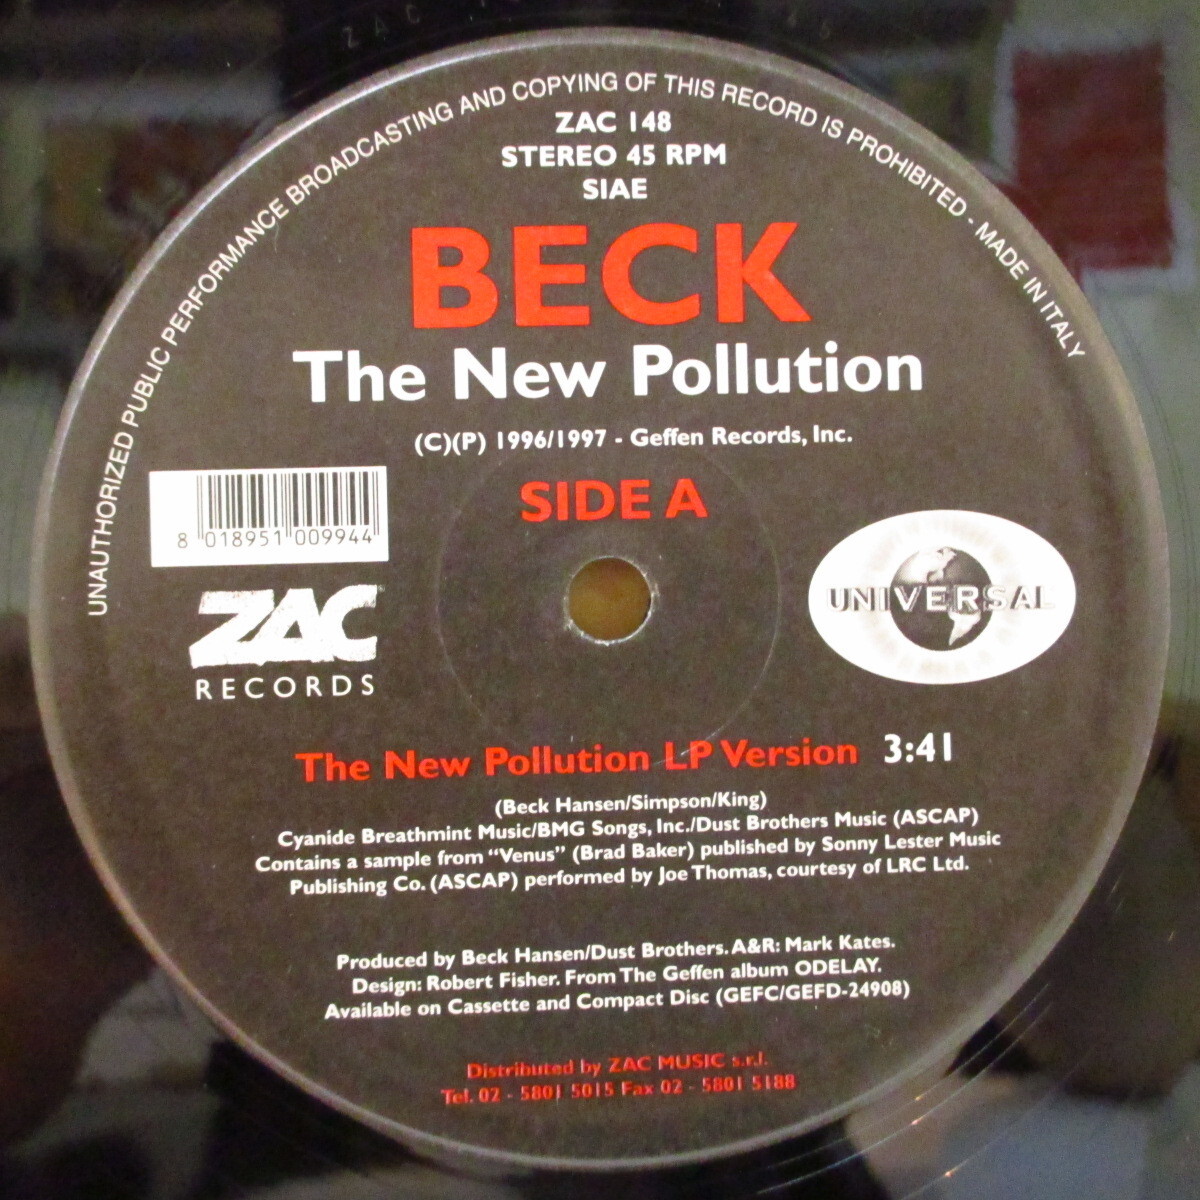 UNAUTHORIZED PUBLIC PERFORMANCE BROADCASTING AND COPYING OF THIS RECORD IS PROHIBITED - MADE IN ITALY
ZAC 148
STEREO 45 RPM
SIAE
BECK
The New Pollution
(C)(P) 1996/1997 - Geffen Records, Inc.
SIDE A
8 018951 009944
ZAC
RECORDS
UNIVERSAL
The New Pollution LP Version 3:41
(Beck Hansen/Simpson/King)
Cyanide Breathmint Music/BMG Songs, Inc./Dust Brothers Music (ASCAP)
Contains a sample from “Venus” (Brad Baker) published by Sonny Lester Music
Publishing Co. (ASCAP) performed by Joe Thomas, courtesy of LRC Ltd.
Produced by Beck Hansen/Dust Brothers. A&R: Mark Kates.
Design: Robert Fisher. From The Geffen album ODELAY.
Available on Cassette and Compact Disc (GEFC/GEFD-24908)
Distributed by ZAC MUSIC s.r.l.
Tel. 02 - 5801 5015 Fax 02 - 5801 5188